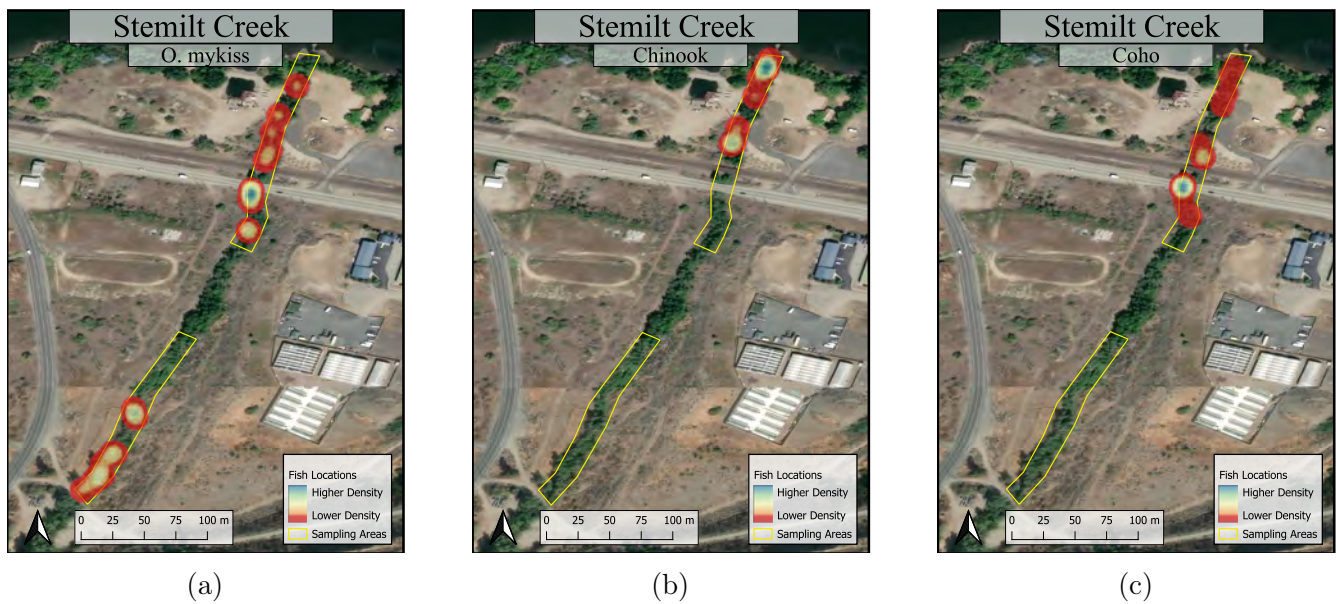 Stemilt Creek
O. mykiss
Fish Locations
Higher Density
Lower Density
Sampling Areas
0 25 50 75 100 m
(a)
Stemilt Creek
Chinook
Fish Locations
Higher Density
Lower Density
Sampling Areas
0 25 50 75 100 m
(b)
Stemilt Creek
Coho
Fish Locations
Higher Density
Lower Density
Sampling Areas
0 25 50 75 100 m
(c)